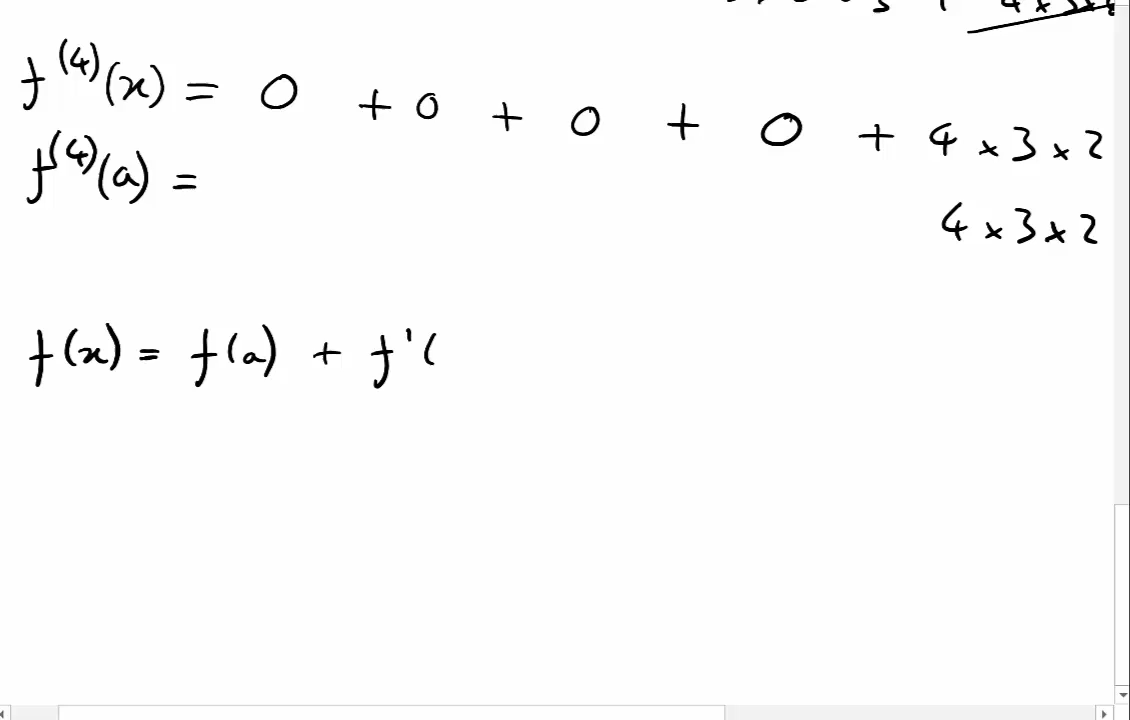 f^(4)(x) = 0 + 0 + 0 + 0 + 4 × 3 × 2
f^(4)(a) = 4 × 3 × 2
f(x) = f(a) + f'(